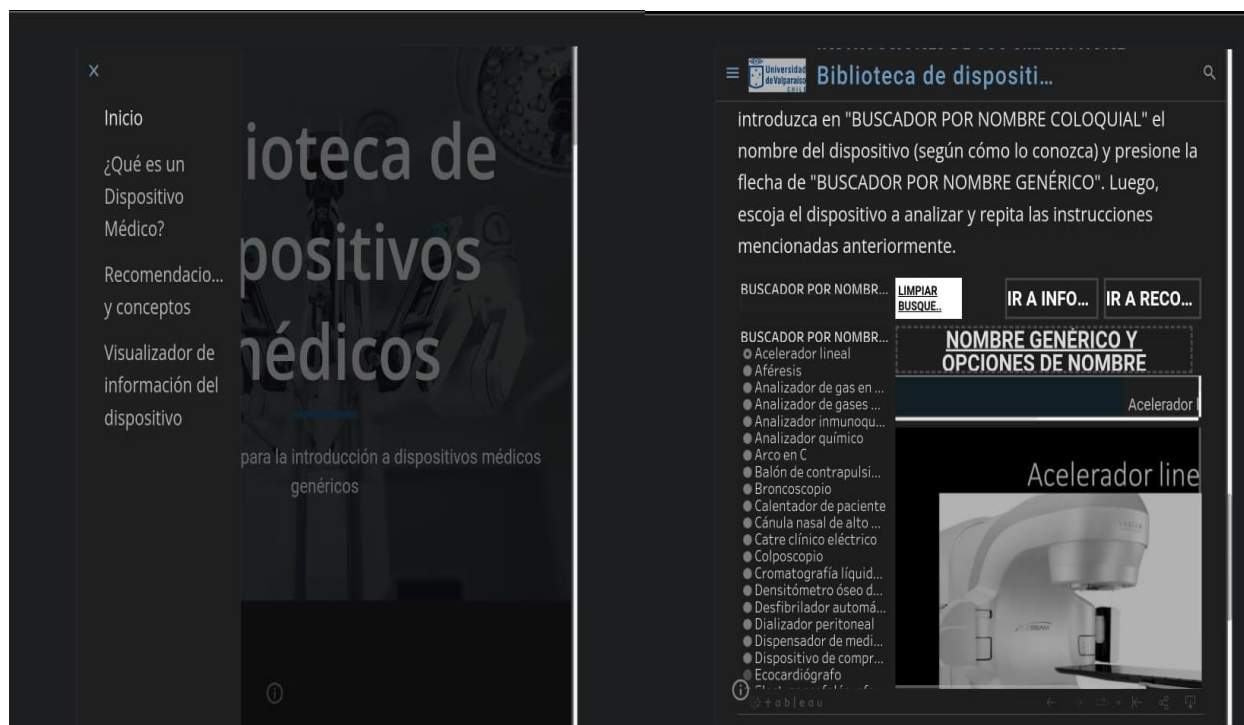 ×
Inicio
¿Qué es un
Dispositivo
Médico?
Recomendacio...
y conceptos
Visualizador de
información del
dispositivo
ioteca de
positivos
médicos
para la introducción a dispositivos médicos
genéricos
Universidad
de Valparaíso
CHILE
Biblioteca de dispositi...
introduzca en "BUSCADOR POR NOMBRE COLOQUIAL" el
nombre del dispositivo (según cómo lo conozca) y presione la
flecha de "BUSCADOR POR NOMBRE GENÉRICO". Luego,
escoja el dispositivo a analizar y repita las instrucciones
mencionadas anteriormente.
BUSCADOR POR NOMBR...
LIMPIAR
BUSQUE..
IR A INFO...
IR A RECO...
BUSCADOR POR NOMBR...
Acelerador lineal
Aféresis
Analizador de gas en ...
Analizador de gases ...
Analizador inmunoqu...
Analizador químico
Arco en C
Balón de contrapulsi...
Broncoscopio
Calentador de paciente
Cánula nasal de alto ...
Catre clínico eléctrico
Colposcopio
Cromatografía líquid...
Densitómetro óseo d...
Desfibrilador automá...
Dializador peritoneal
Dispensador de medi...
Dispositivo de compr...
Ecocardiógrafo
NOMBRE GENÉRICO Y
OPCIONES DE NOMBRE
Acelerador l
Acelerador line
tableau